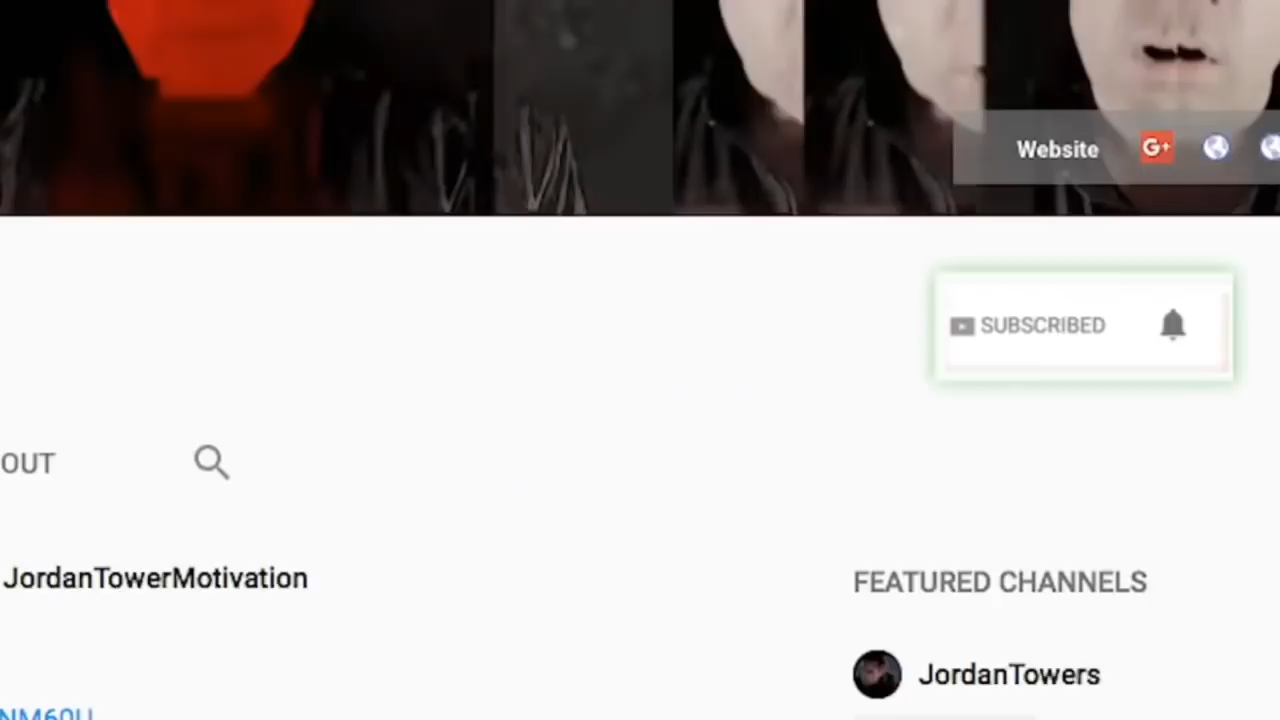 Website G+
SUBSCRIBED
OUT
JordanTowerMotivation
FEATURED CHANNELS
JordanTowers